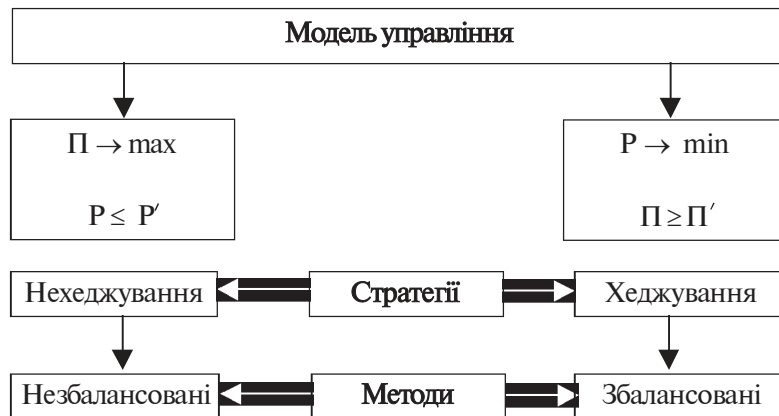 Модель управління
П → max
Р → min
Р ≤ Р′
П ≥ П′
Нехеджування
Стратегії
Хеджування
Незбалансовані
Методи
Збалансовані